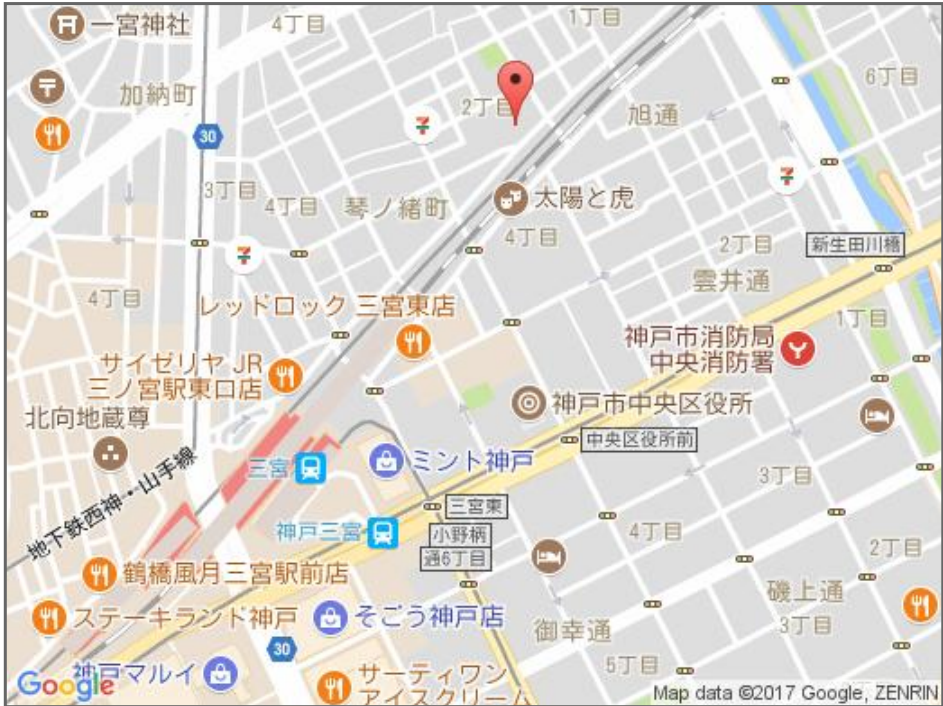 一宮神社
4丁目
1丁目
6丁目
加納町
2丁目
旭通
30
3丁目
4丁目
琴ノ緒町
太陽と虎
4丁目
2丁目
新生田川橋
雲井通
4丁目
レッドロック 三宮東店
1丁目
神戸市消防局
中央消防署
サイゼリヤ JR
三ノ宮駅東口店
北向地蔵尊
神戸市中央区役所
中央区役所前
三宮
ミント神戸
地下鉄西神・山手線
3丁目
三宮東
神戸三宮
小野柄
通6丁目
4丁目
2丁目
鶴橋風月三宮駅前店
磯上通
ステーキランド神戸
そごう神戸店
御幸通
3丁目
30
神戸マルイ
サーティワン
アイスクリーム
5丁目
Google
Map data ©2017 Google, ZENRIN